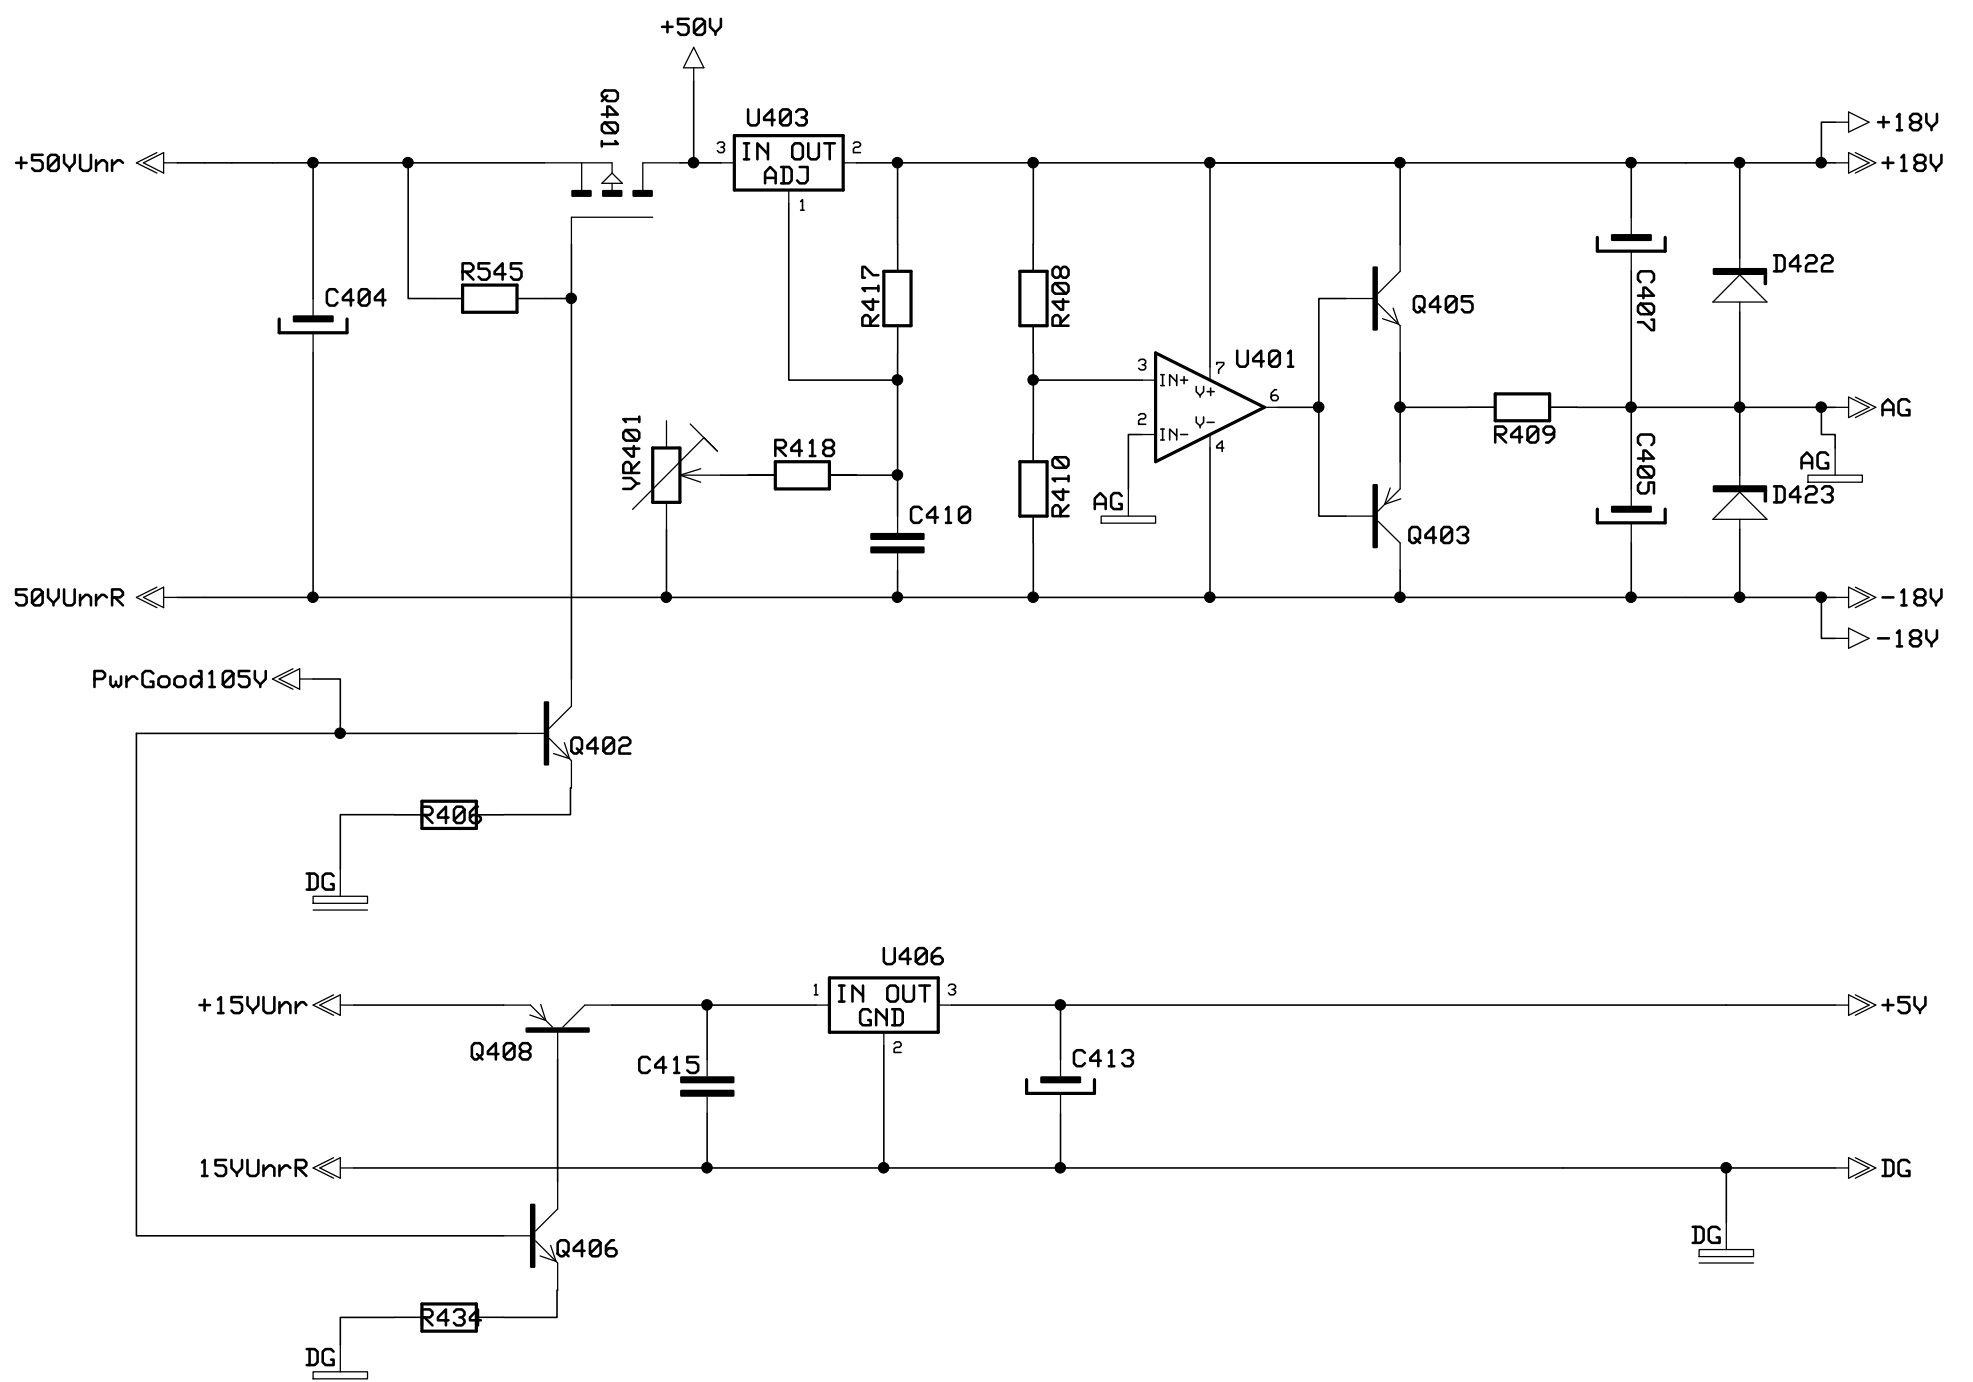 +50V
Q401
U403
+18V
+50VUnr
3
IN OUT
2
+18V
ADJ
1
R545
R417
R408
D422
C404
Q405
C407
U401
3
IN+
7
V+
6
AG
2
IN-
V-
4
R409
VR401
R418
R410
AG
C405
AG
D423
C410
Q403
50VUnrR
-18V
-18V
PwrGood105V
Q402
R406
DG
U406
+15VUnr
1
IN OUT
3
+5V
GND
2
Q408
C415
C413
15VUnrR
DG
DG
Q406
R434
DG